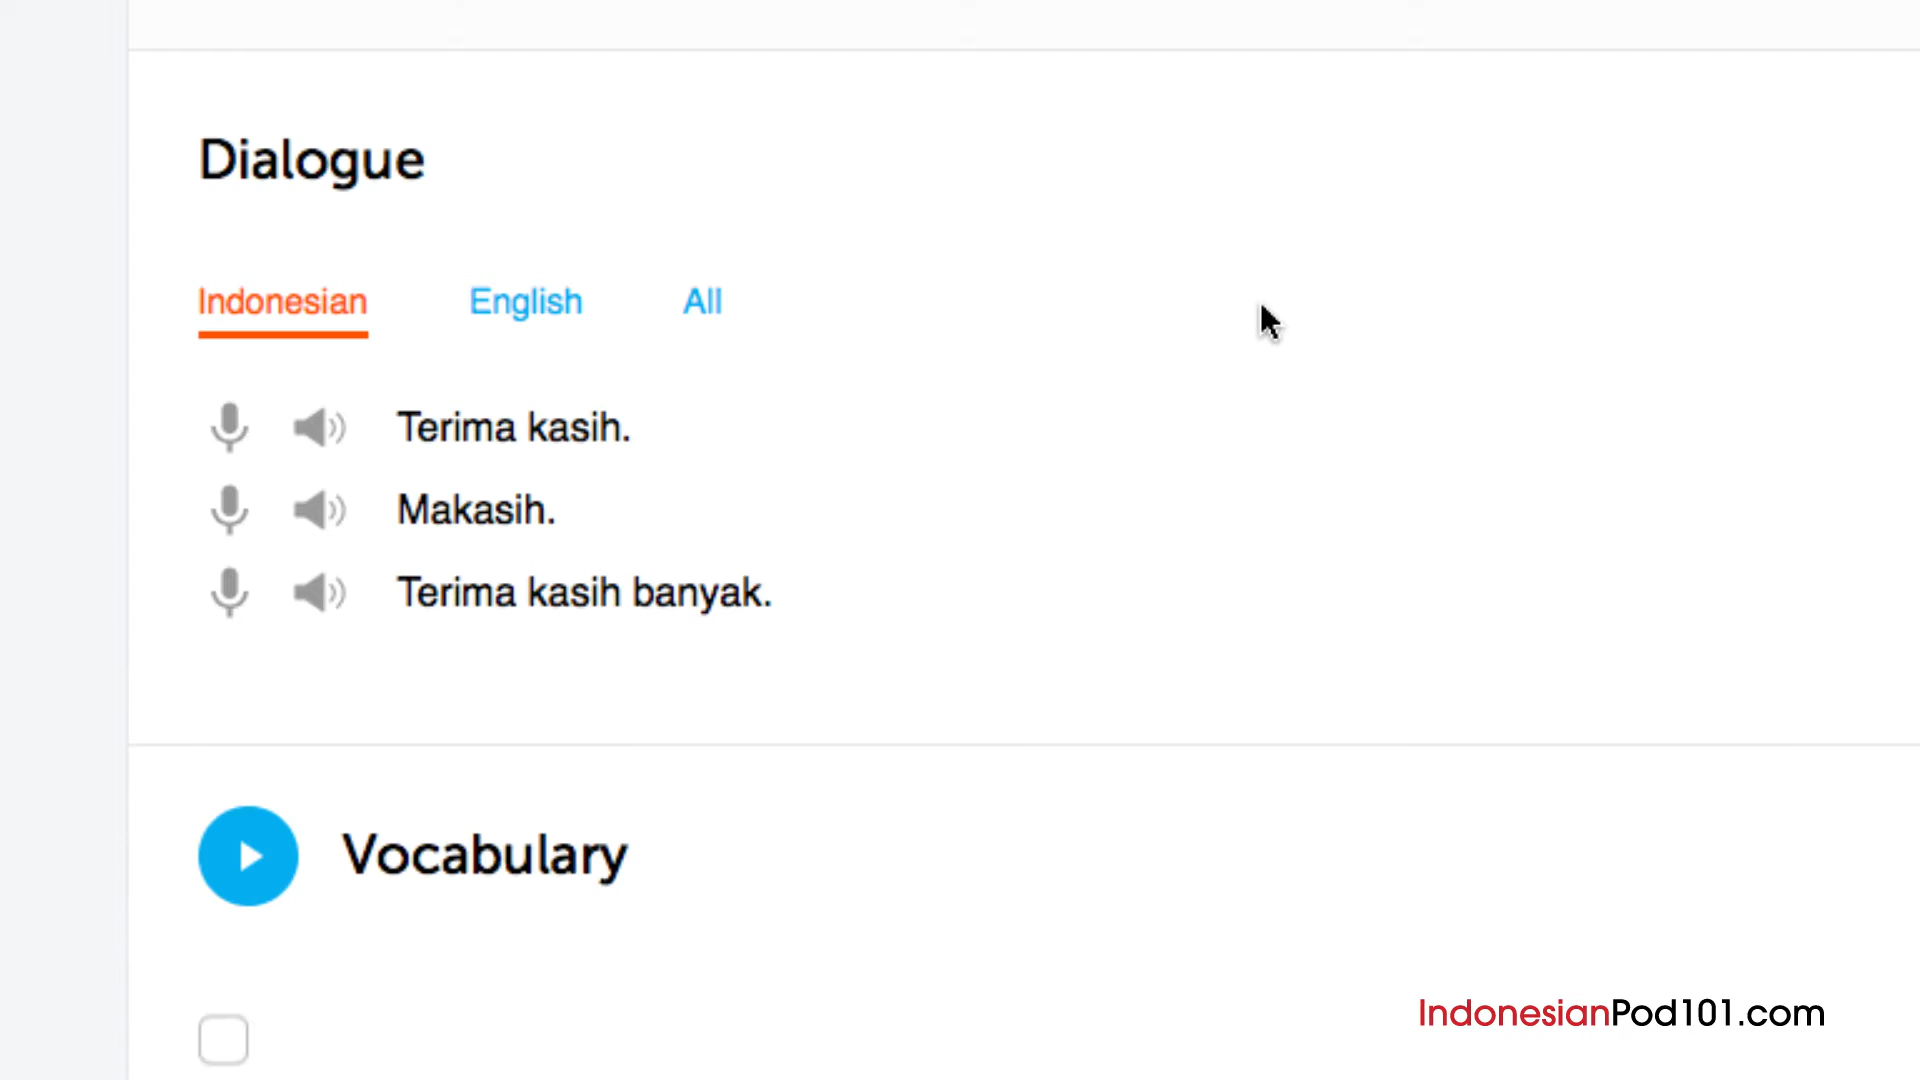 Dialogue
Indonesian English All
Terima kasih.
Makasih.
Terima kasih banyak.
Vocabulary
IndonesianPod101.com